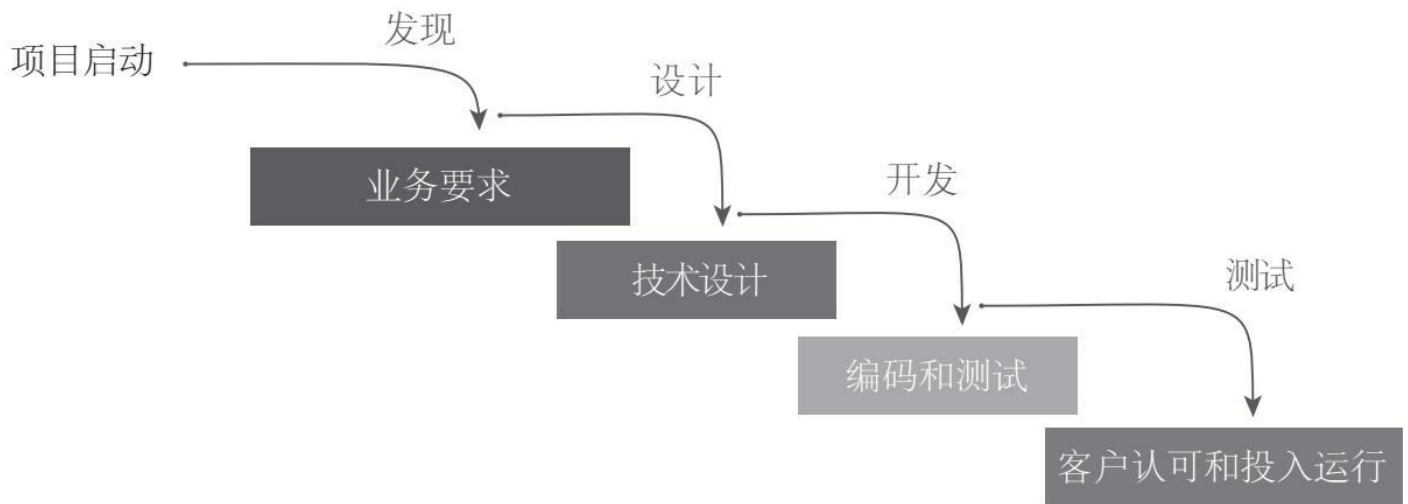 发现
项目启动
设计
业务要求
开发
技术设计
测试
编码和测试
客户认可和投入运行